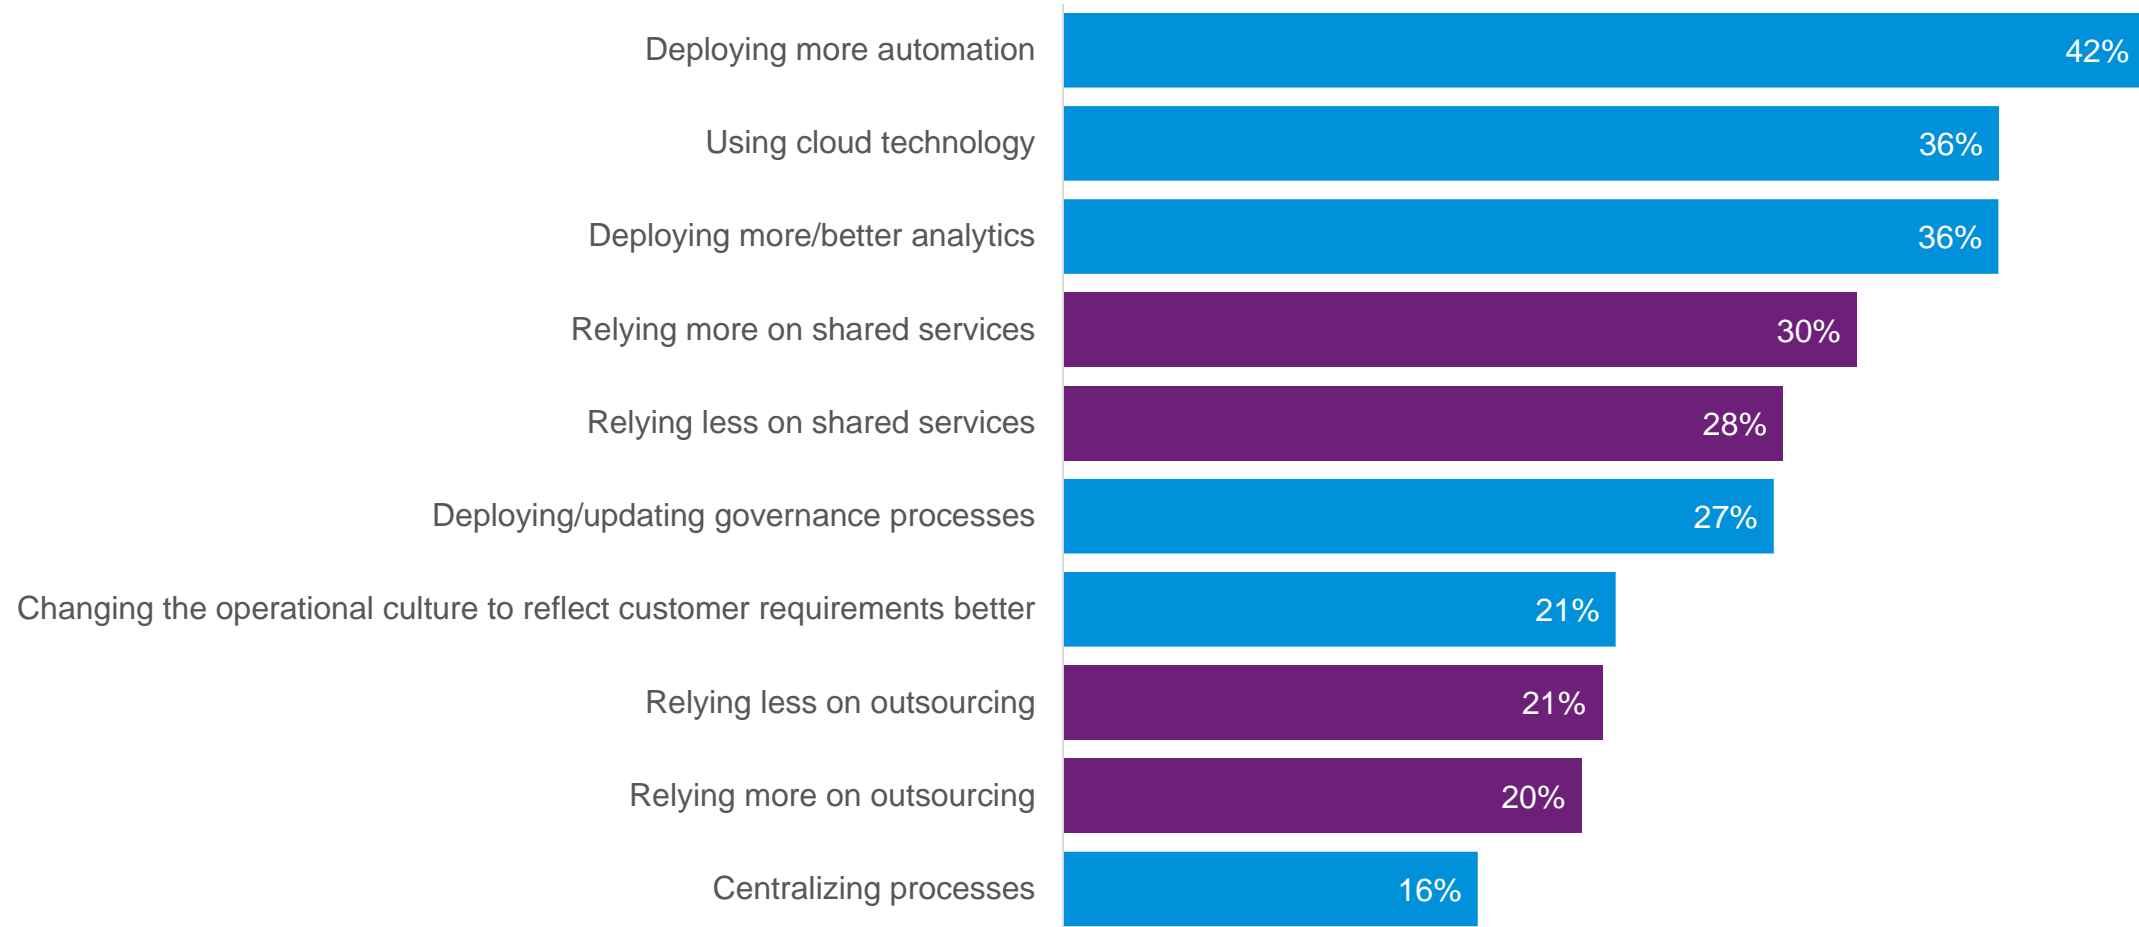 Deploying more automation 42%
Using cloud technology 36%
Deploying more/better analytics 36%
Relying more on shared services 30%
Relying less on shared services 28%
Deploying/updating governance processes 27%
Changing the operational culture to reflect customer requirements better 21%
Relying less on outsourcing 21%
Relying more on outsourcing 20%
Centralizing processes 16%